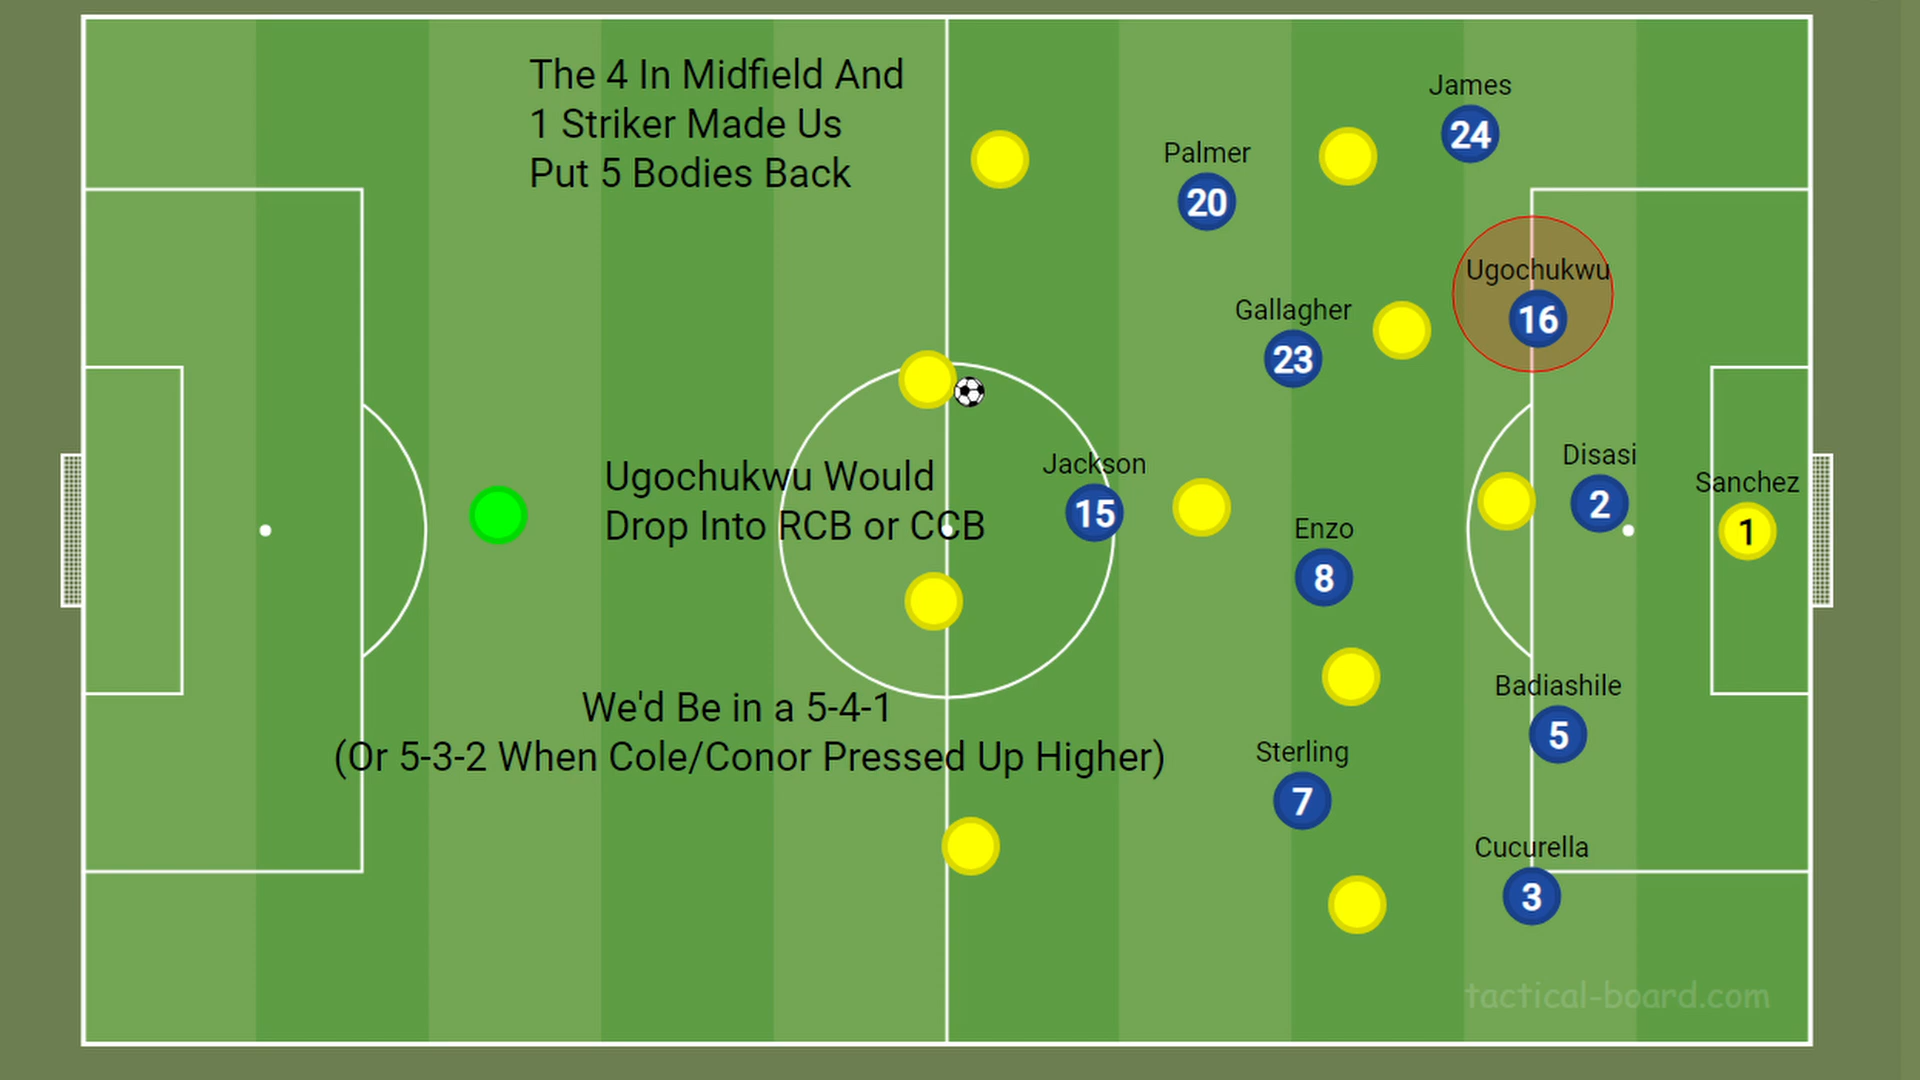 The 4 In Midfield And
1 Striker Made Us
Put 5 Bodies Back
James
24
Palmer
20
Ugochukwu
16
Gallagher
23
Jackson
15
Disasi
2
Sanchez
1
Ugochukwu Would
Drop Into RCB or CCB
Enzo
8
Badiashile
5
We'd Be in a 5-4-1
(Or 5-3-2 When Cole/Conor Pressed Up Higher)
Sterling
7
Cucurella
3
tactical-board.com